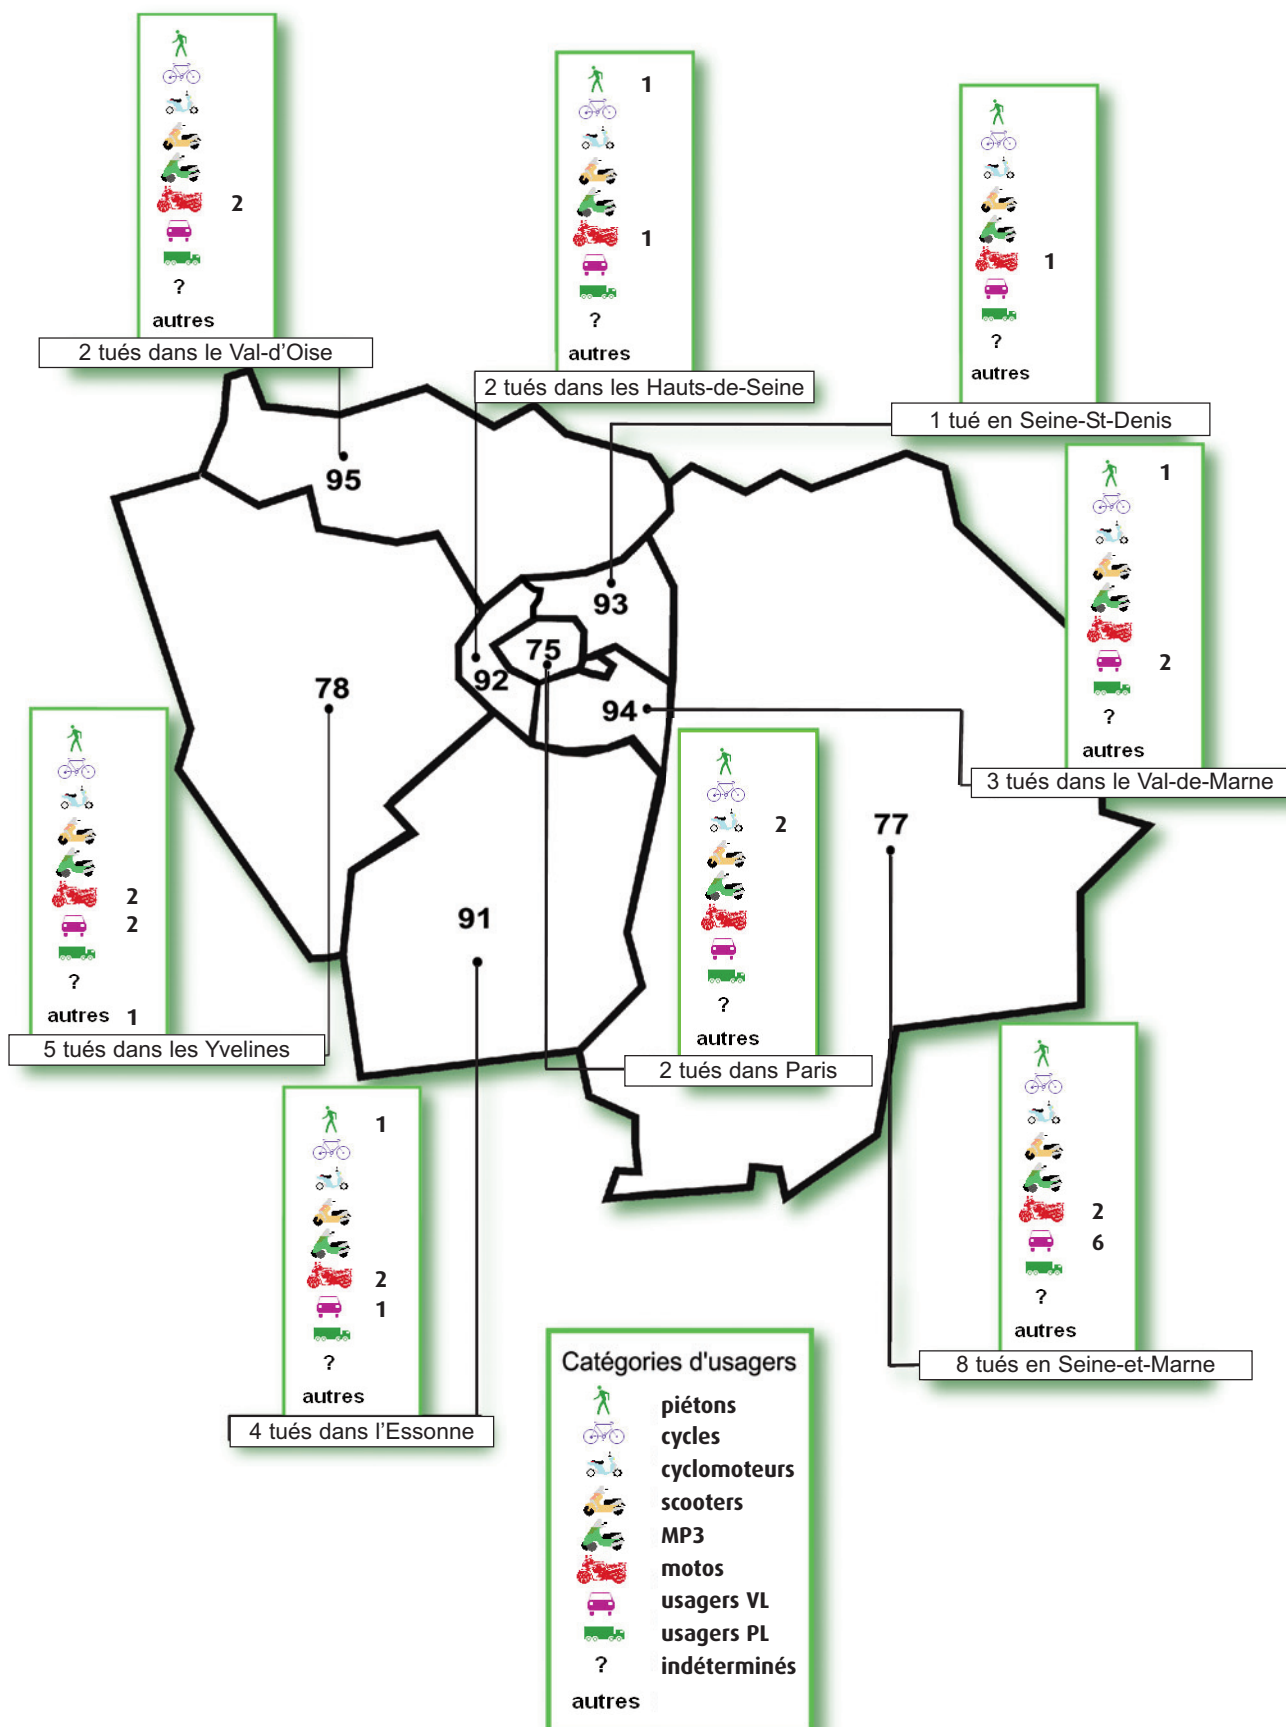 2
?
autres
2 tués dans le Val-d'Oise
1
1
?
autres
2 tués dans les Hauts-de-Seine
1
?
autres
1 tué en Seine-St-Denis
1
2
?
autres
3 tués dans le Val-de-Marne
95
93
75
92
78
94
77
91
2
2
?
autres 1
5 tués dans les Yvelines
2
?
autres
2 tués dans Paris
1
2
1
?
autres
4 tués dans l'Essonne
2
6
?
autres
8 tués en Seine-et-Marne
Catégories d'usagers
piétons
cycles
cyclomoteurs
scooters
MP3
motos
usagers VL
usagers PL
? indéterminés
autres